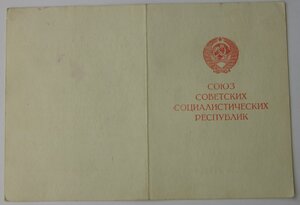 СОЮЗ
СОВЕТСКИХ
СОЦИАЛИСТИЧЕСКИХ
РЕСПУБЛИК